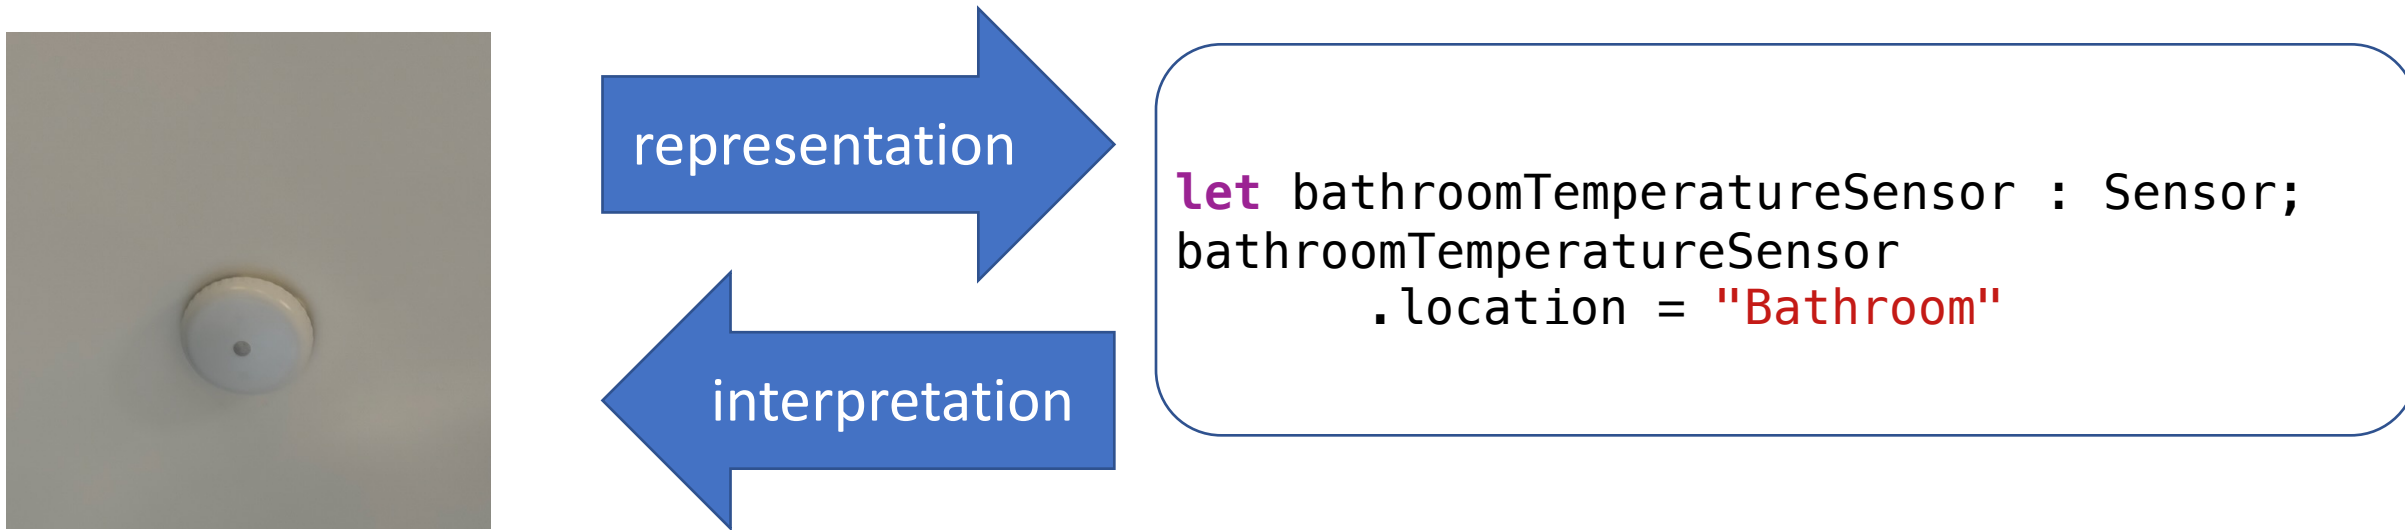 representation
interpretation
let bathroomTemperatureSensor : Sensor;
bathroomTemperatureSensor
.location = "Bathroom"